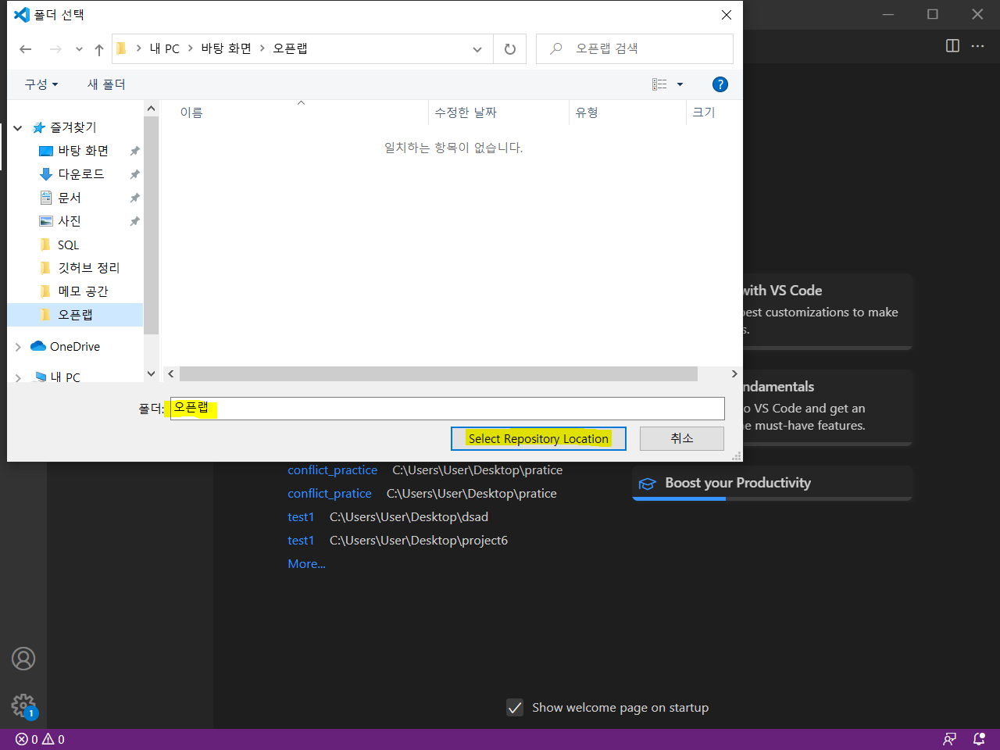 폴더 선택
내 PC > 바탕 화면 > 오픈랩
오픈랩 검색
구성
새 폴더
?
이름
수정한 날짜
유형
크기
일치하는 항목이 없습니다.
즐겨찾기
바탕 화면
다운로드
문서
사진
SQL
깃허브 정리
메모 공간
오픈랩
OneDrive
내 PC
폴더:
오픈랩
Select Repository Location
취소
with VS Code
best customizations to make
s.
ndamentals
o VS Code and get an
e must-have features.
conflict_practice C:\Users\User\Desktop\pratice
conflict_pratice C:\Users\User\Desktop\pratice
test1 C:\Users\User\Desktop\dsad
test1 C:\Users\User\Desktop\project6
More...
Boost your Productivity
Show welcome page on startup
1
0 0